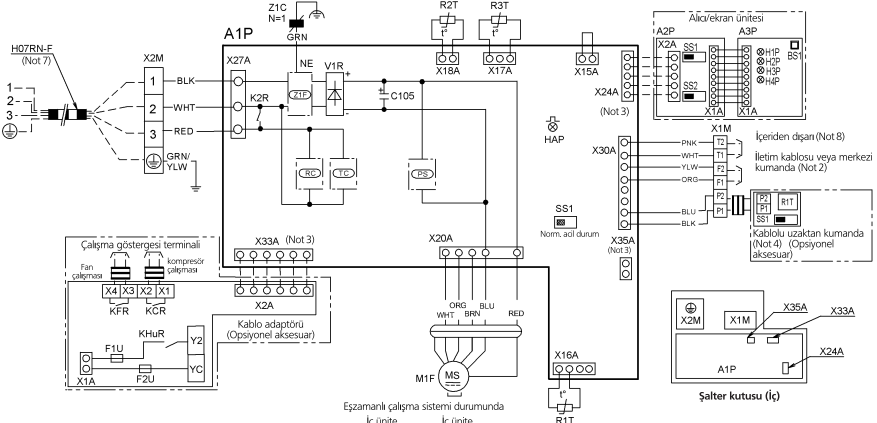 Z1C
N=1
GRN
R2T
t°
R3T
t°
A1P
H07RN-F
(Not 7)
X2M
X27A
NE
V1R
X18A
X17A
X15A
Alıcı/ekran ünitesi
A2P
A3P
X2A
SS1
H1P
H2P
H3P
H4P
BS1
SS2
X1A
X1A
X24A
(Not 3)
1
2
3
1
2
3
BLK
WHT
RED
GRN/
YLW
K2R
Z1F
+
-
C105
RC
TC
PS
HAP
X30A
PNK
WHT
YLW
ORG
BLU
BLK
X1M
T2
T1
F2
F1
P2
P1
İçeriden dışarı (Not 8)
İletim kablosu veya merkezi
kumanda (Not 2)
P2
P1
SS1
R1T
Kablolu uzaktan kumanda
(Not 4) (Opsiyonel
aksesuar)
SS1
Norm. acil durum
X35A
(Not 3)
Çalışma göstergesi terminali
Fan
çalışması
kompresör
çalışması
X4
X3
X2
X1
KFR
KCR
X33A
(Not 3)
X2A
Kablo adaptörü
(Opsiyonel aksesuar)
KHuR
Y2
YC
F1U
F2U
X1A
X20A
WHT
ORG
BRN
BLU
RED
M1F
MS
X16A
t°
R1T
Eşzamanlı çalışma sistemi durumunda
İç ünite
İç ünite
X2M
X1M
A1P
X35A
X33A
X24A
Şalter kutusu (İç)